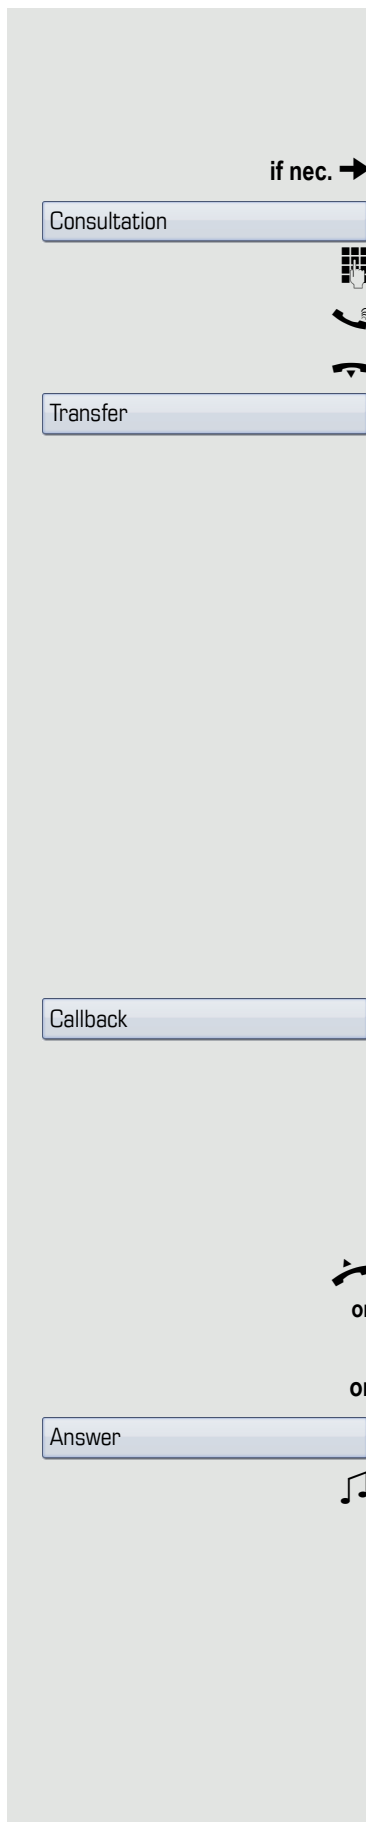 if nec.
Consultation
Transfer
Callback
or
or
Answer